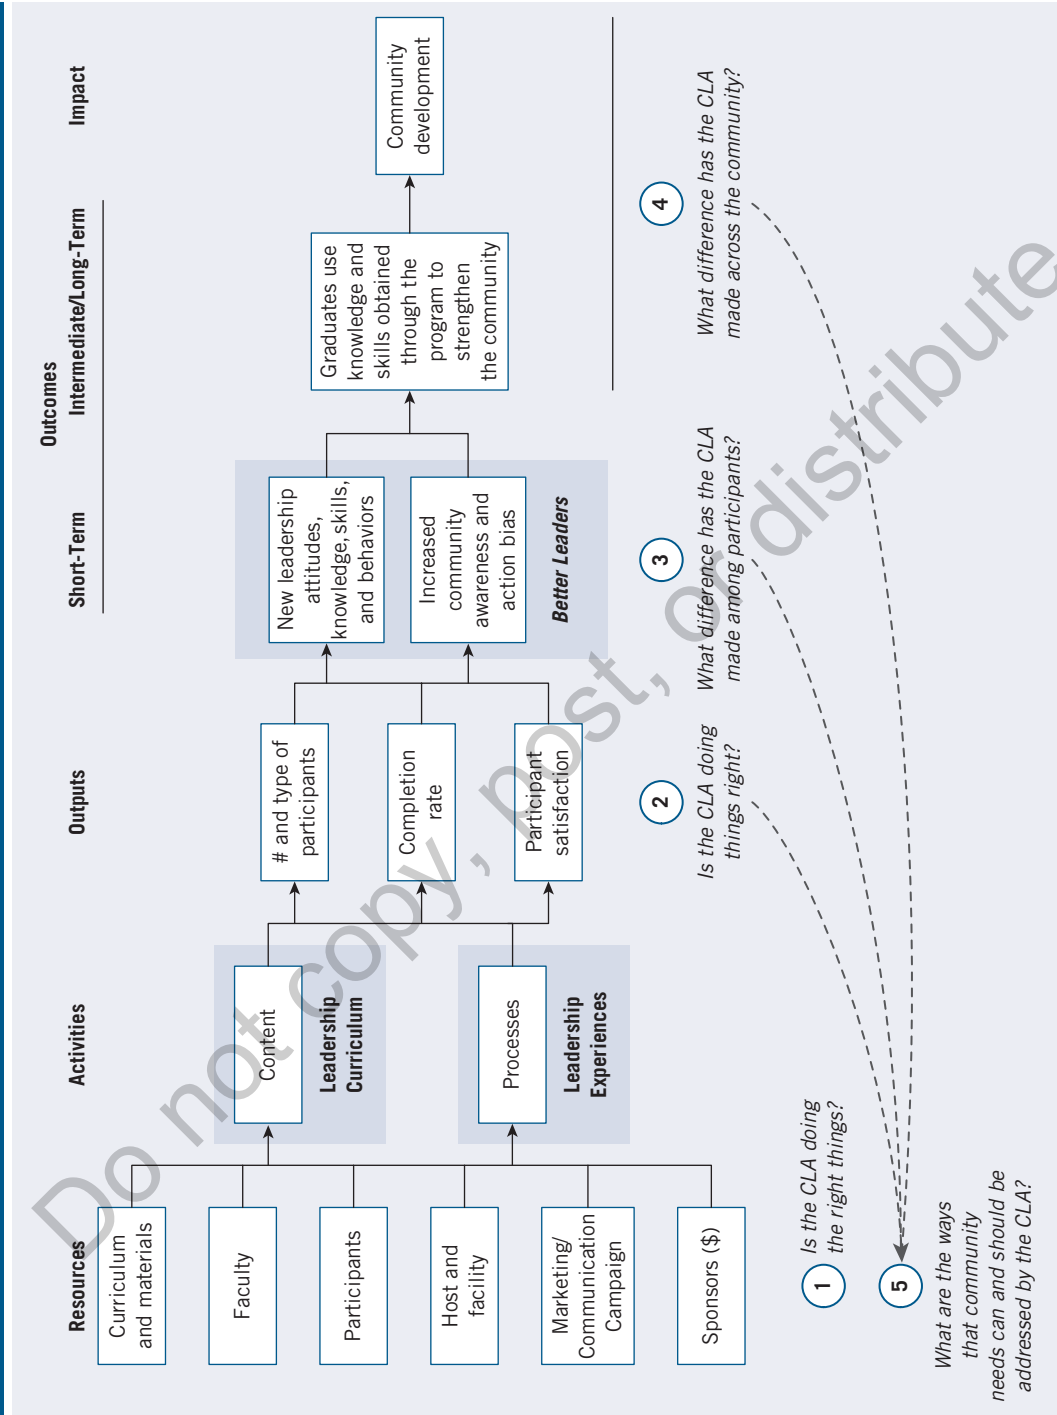 Outcomes
Resources
Activities
Outputs
Short-Term
Intermediate/Long-Term
Impact
Curriculum
and materials
Faculty
Participants
Host and
facility
Marketing/
Communication
Campaign
Sponsors ($)
Content
Leadership
Curriculum
Processes
Leadership
Experiences
# and type of
participants
Completion
rate
Participant
satisfaction
New leadership
attitudes,
knowledge, skills,
and behaviors
Increased
community
awareness and
action bias
Better Leaders
Graduates use
knowledge and
skills obtained
through the
program to
strengthen
the community
Community
development
1
Is the CLA doing
the right things?
2
Is the CLA doing
things right?
3
What difference has the CLA
made among participants?
4
What difference has the CLA
made across the community?
5
What are the ways
that community
needs can and should be
addressed by the CLA?
Do not copy, post, or distribute